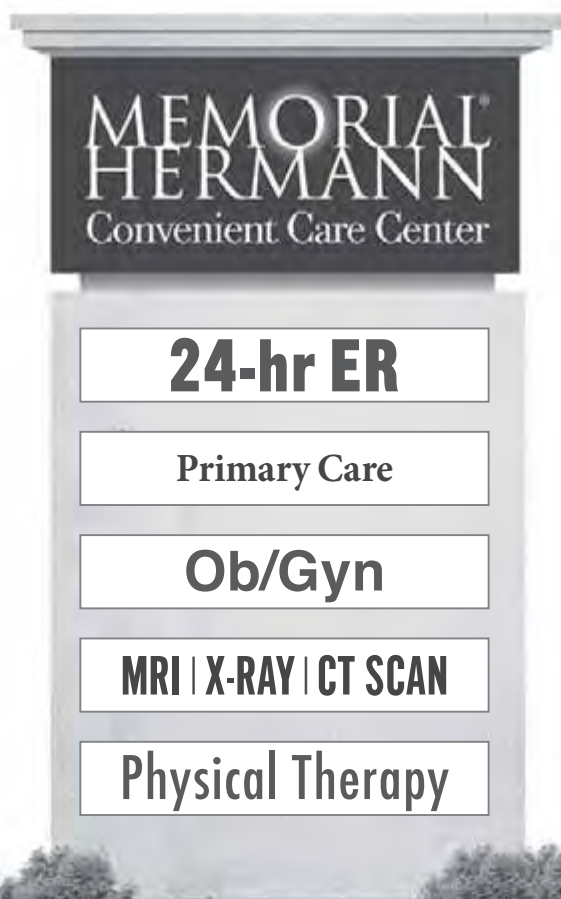 MEMORIAL®
HERMANN
Convenient Care Center
24-hr ER
Primary Care
Ob/Gyn
MRI | X-RAY | CT SCAN
Physical Therapy